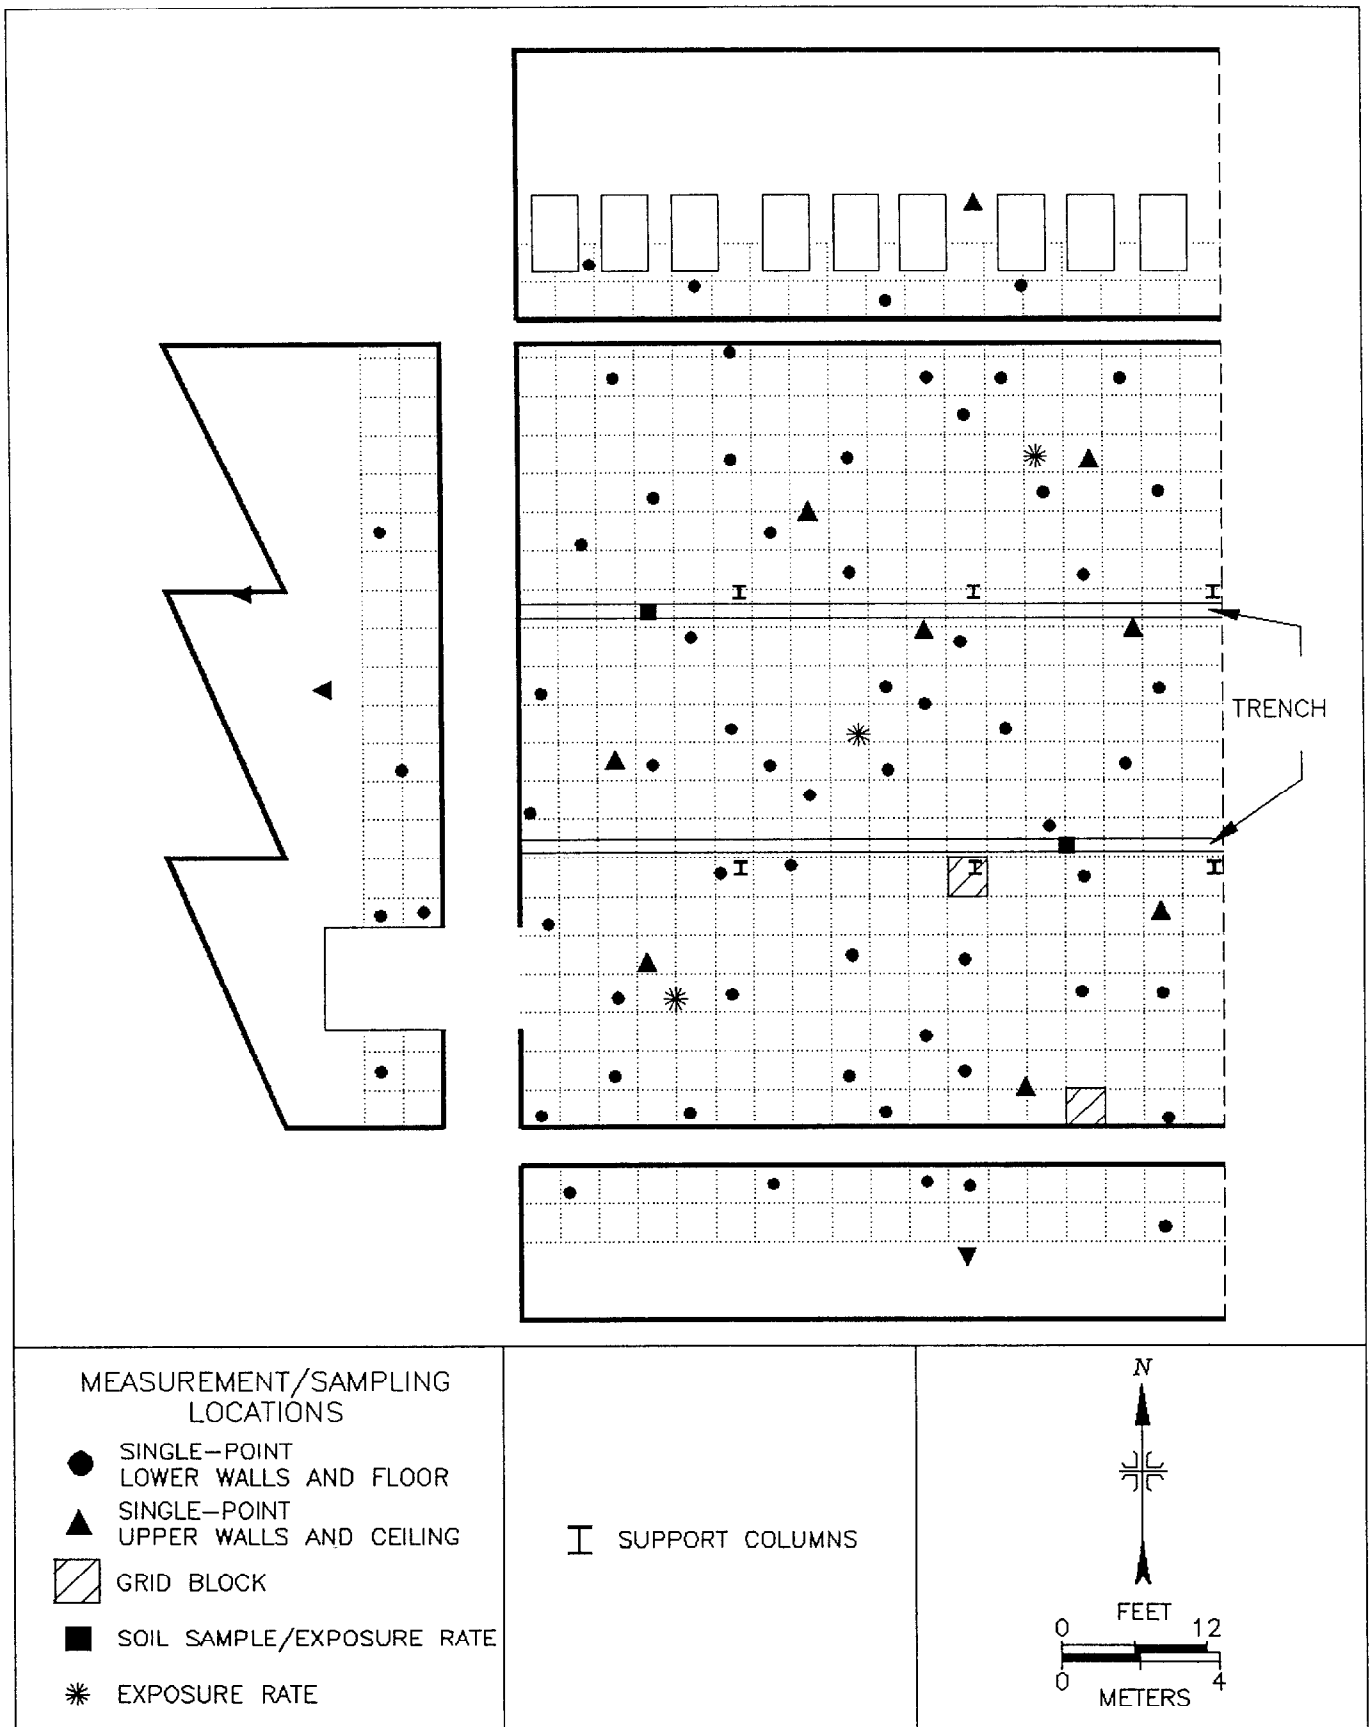 TRENCH
MEASUREMENT/SAMPLING
LOCATIONS
SINGLE-POINT
LOWER WALLS AND FLOOR
SINGLE-POINT
UPPER WALLS AND CEILING
GRID BLOCK
SOIL SAMPLE/EXPOSURE RATE
EXPOSURE RATE
SUPPORT COLUMNS
N
FEET
0 12
0 4
METERS